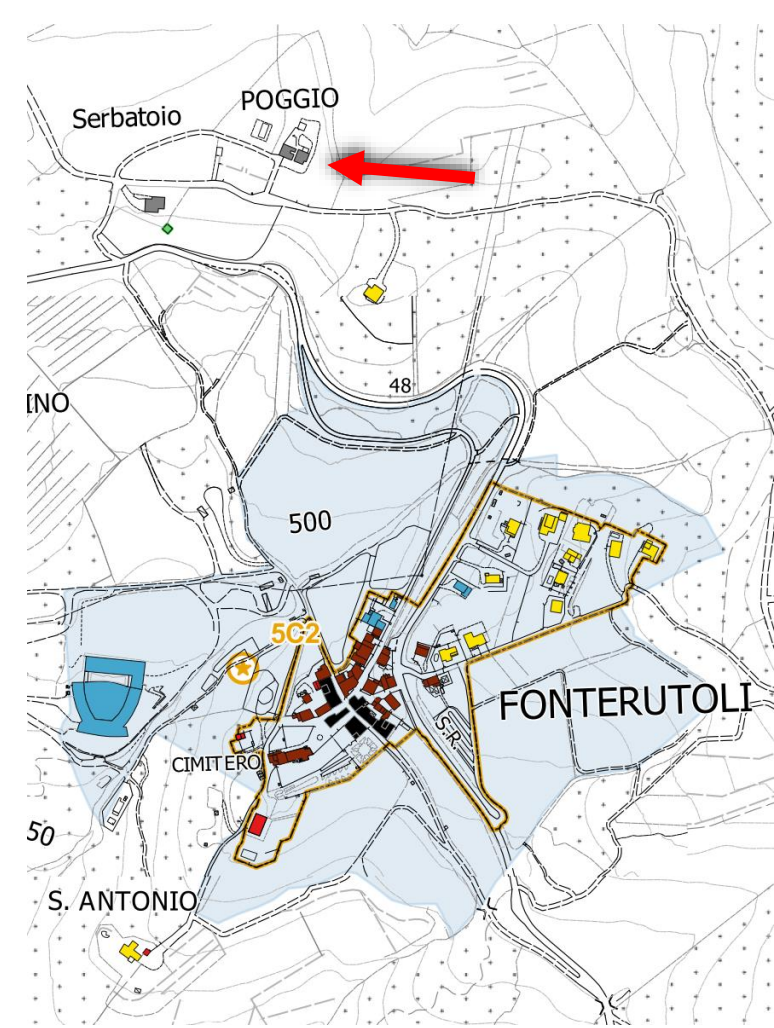 POGGIO
Serbatoio
48
INO
500
5C2
FONTERUTOLI
S.R.
CIMITERO
50
S. ANTONIO